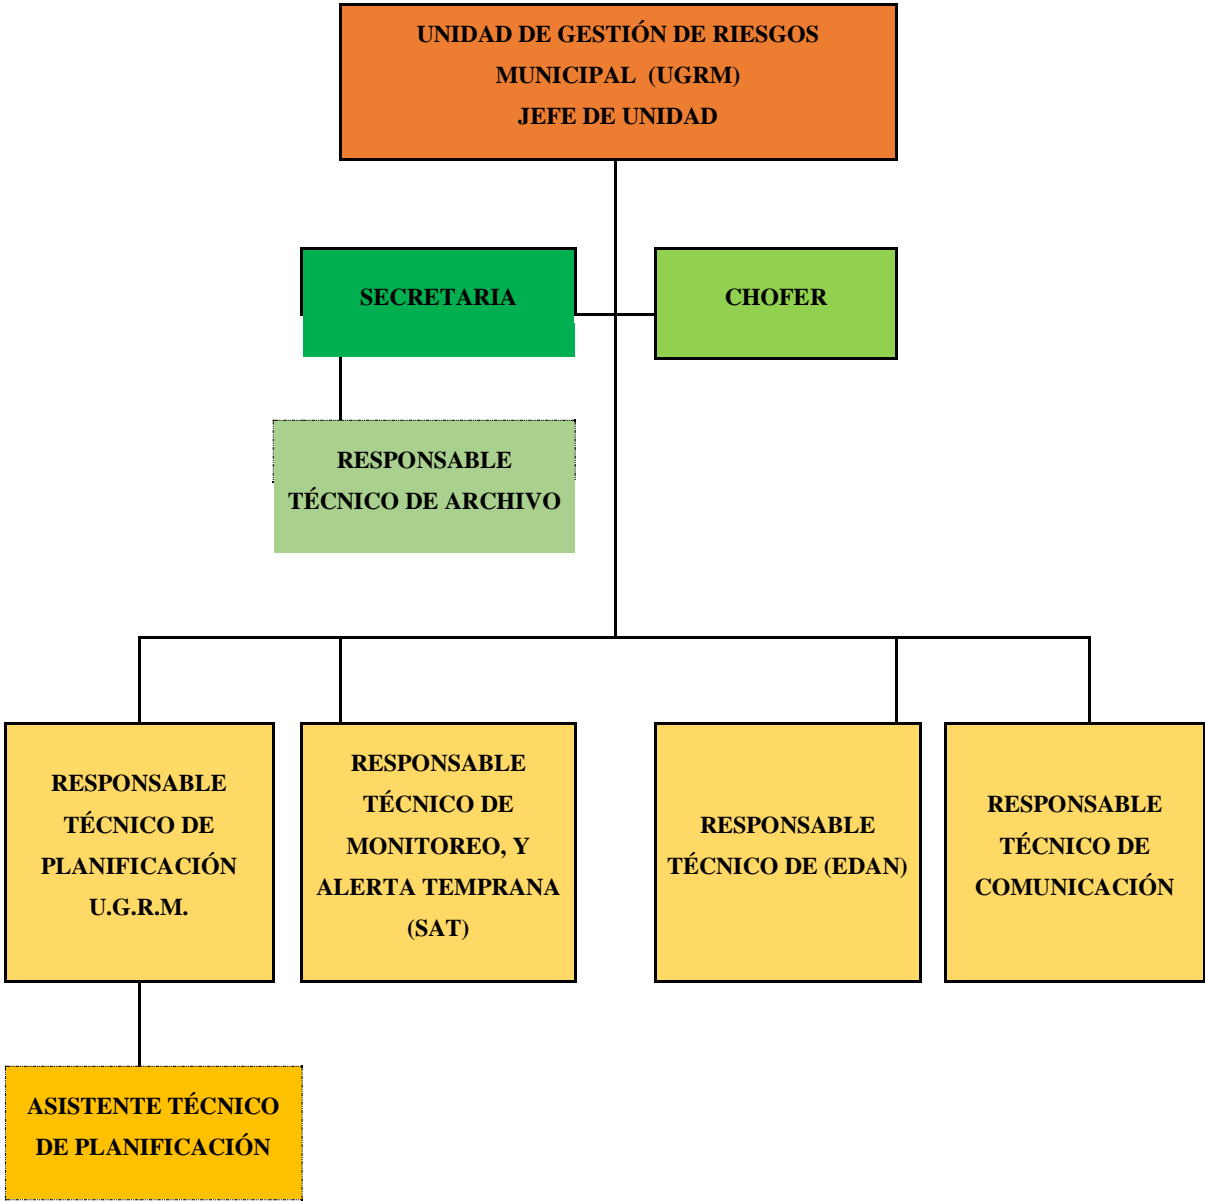 UNIDAD DE GESTIÓN DE RIESGOS
MUNICIPAL (UGRM)
JEFE DE UNIDAD
SECRETARIA
CHOFER
RESPONSABLE
TÉCNICO DE ARCHIVO
RESPONSABLE
TÉCNICO DE
PLANIFICACIÓN
U.G.R.M.
RESPONSABLE
TÉCNICO DE
MONITOREO, Y
ALERTA TEMPRANA
(SAT)
RESPONSABLE
TÉCNICO DE (EDAN)
RESPONSABLE
TÉCNICO DE
COMUNICACIÓN
ASISTENTE TÉCNICO
DE PLANIFICACIÓN